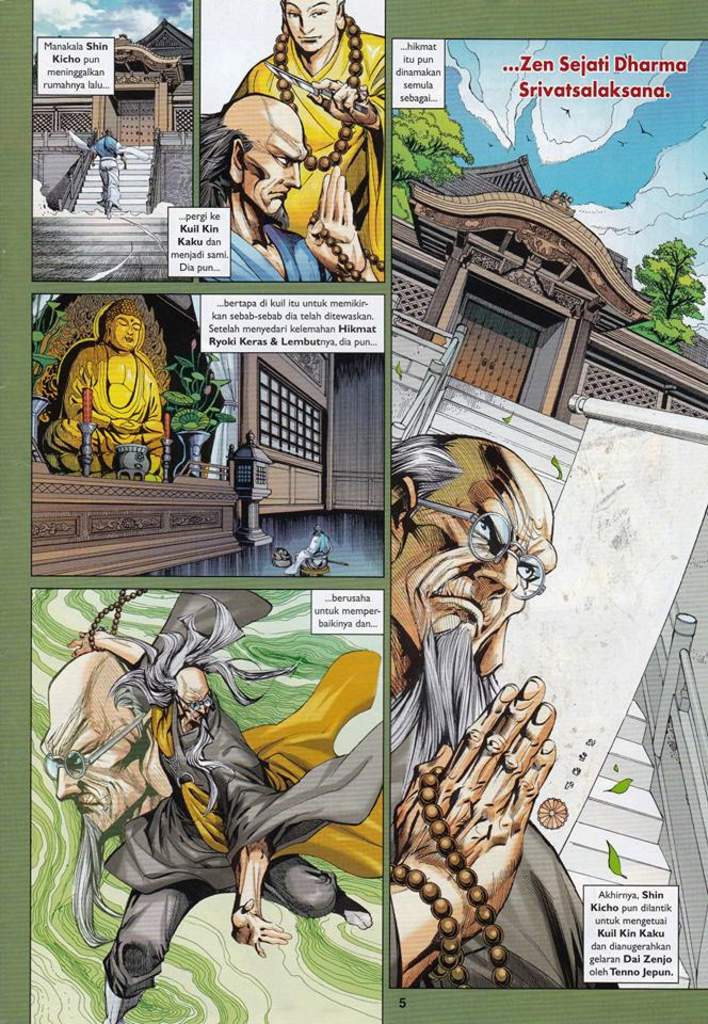 Manakala Shin
Kicho pun
meninggalkan
rumahnya lalu...
...pergi ke
Kuil Kin
Kaku dan
menjadi sami.
Dia pun...
...bertapa di kuil itu untuk memikir-
kan sebab-sebab dia telah ditewaskan.
Setelah menyedari kelemahan Hikmat
Ryoki Keras & Lembutnya, dia pun...
...berusaha
untuk memper-
baikinya dan...
...hikmat
itu pun
dinamakan
semula
sebagai...
...Zen Sejati Dharma
Srivatsalaksana.
Akhirnya, Shin
Kicho pun dilantik
untuk mengetuai
Kuil Kin Kaku
dan dianugerahkan
gelaran Dai Zenjo
oleh Tenno Jepun.
5